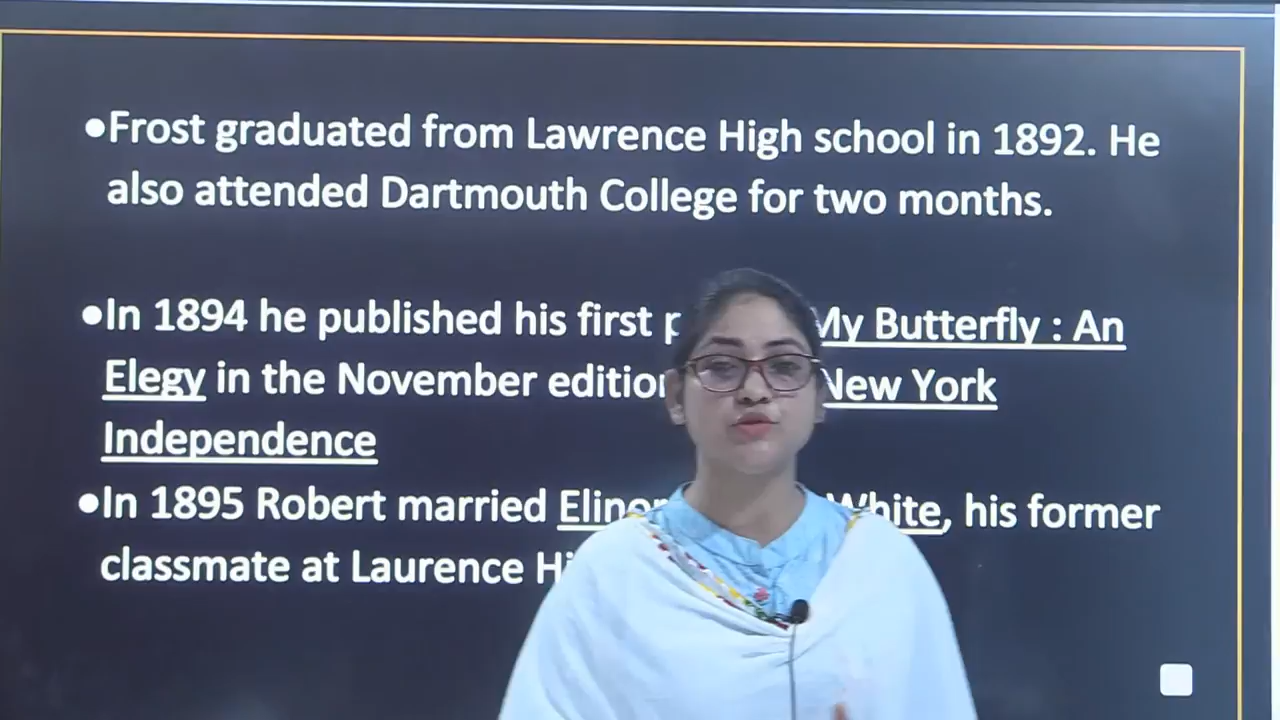 •Frost graduated from Lawrence High school in 1892. He
also attended Dartmouth College for two months.
•In 1894 he published his first My Butterfly : An
Elegy in the November edition New York
Independence
•In 1895 Robert married White, his former
classmate at Laurence